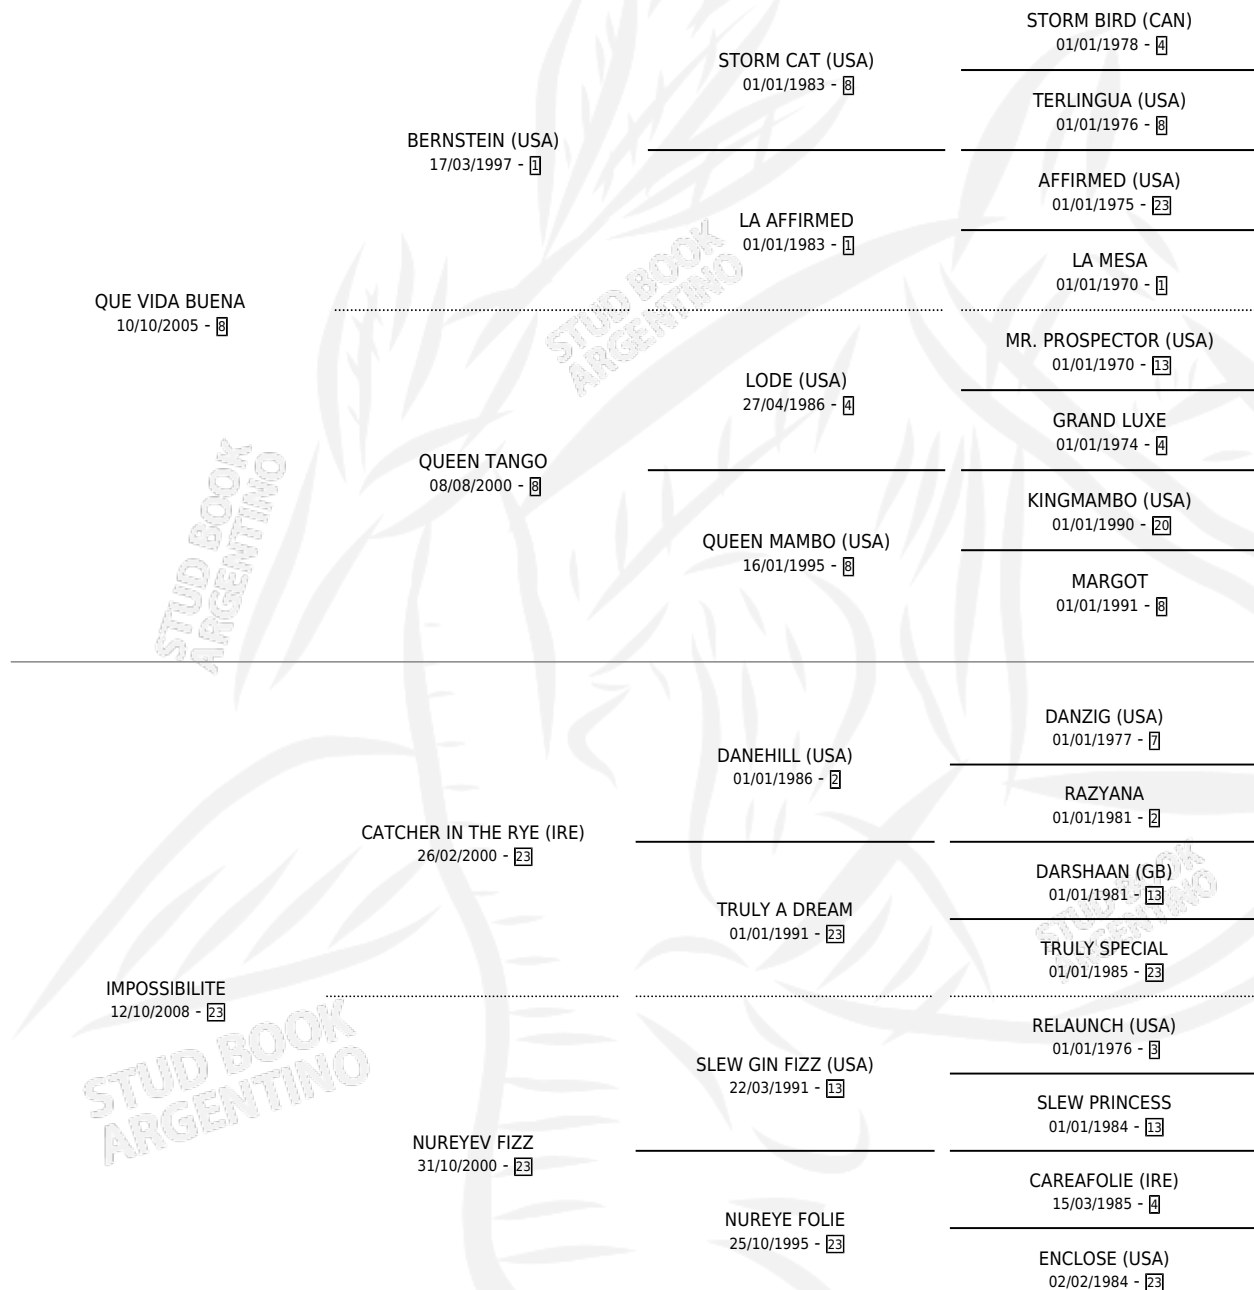 STORM BIRD (CAN)
01/01/1978 - 4
STORM CAT (USA)
01/01/1983 - 8
TERLINGUA (USA)
01/01/1976 - 8
BERNSTEIN (USA)
17/03/1997 - 1
AFFIRMED (USA)
01/01/1975 - 23
LA AFFIRMED
01/01/1983 - 1
LA MESA
01/01/1970 - 1
QUE VIDA BUENA
10/10/2005 - 8
MR. PROSPECTOR (USA)
01/01/1970 - 13
LODE (USA)
27/04/1986 - 4
GRAND LUXE
01/01/1974 - 4
QUEEN TANGO
08/08/2000 - 8
KINGMAMBO (USA)
01/01/1990 - 20
QUEEN MAMBO (USA)
16/01/1995 - 8
MARGOT
01/01/1991 - 8
DANZIG (USA)
01/01/1977 - 7
DANEHILL (USA)
01/01/1986 - 2
RAZYANA
01/01/1981 - 2
CATCHER IN THE RYE (IRE)
26/02/2000 - 23
DARSHAAN (GB)
01/01/1981 - 13
TRULY A DREAM
01/01/1991 - 23
TRULY SPECIAL
01/01/1985 - 23
IMPOSSIBILITE
12/10/2008 - 23
RELAUNCH (USA)
01/01/1976 - 3
SLEW GIN FIZZ (USA)
22/03/1991 - 13
SLEW PRINCESS
01/01/1984 - 13
NUREYEV FIZZ
31/10/2000 - 23
CAREAFOLIE (IRE)
15/03/1985 - 4
NUREYE FOLIE
25/10/1995 - 23
ENCLOSE (USA)
02/02/1984 - 23
STUD BOOK
ARGENTINO
STUD BOOK
ARGENTINO
STUD BOOK
ARGENTINO
STUD BOOK
ARGENTINO